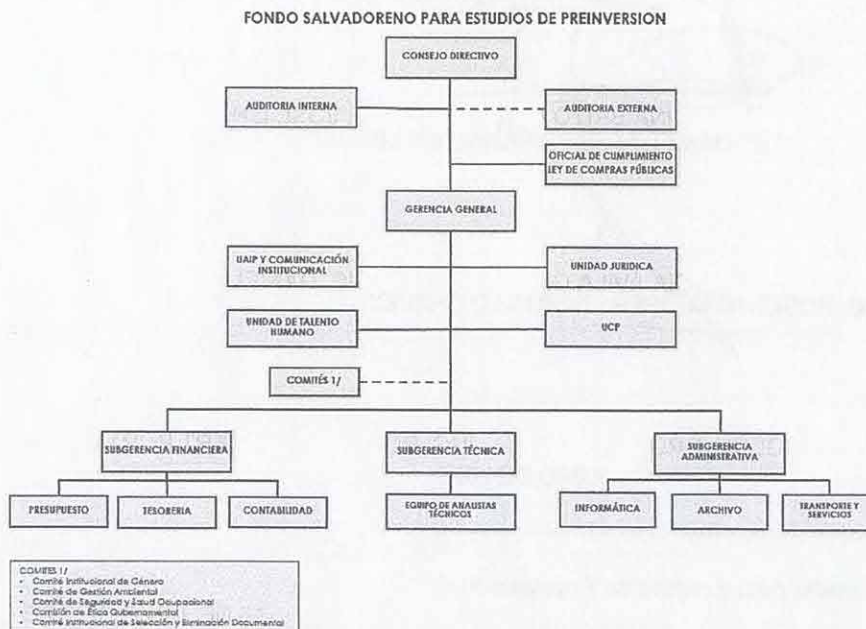 FONDO SALVADORENO PARA ESTUDIOS DE PREINVERSION
CONSEJO DIRECTIVO
AUDITORIA INTERNA
AUDITORIA EXTERNA
OFICIAL DE CUMPLIMIENTO
LEY DE COMPRAS PÚBLICAS
GERENCIA GENERAL
UAIP Y COMUNICACIÓN
INSTITUCIONAL
UNIDAD JURIDICA
UNIDAD DE TALENTO
HUMANO
UCP
COMITÉS 1/
SUBGERENCIA FINANCIERA
SUBGERENCIA TÉCNICA
SUBGERENCIA
ADMINISTRATIVA
PRESUPUESTO
TESORERIA
CONTABILIDAD
EQUIPO DE ANALISTAS
TÉCNICOS
INFORMÁTICA
ARCHIVO
TRANSPORTE Y
SERVICIOS
COMITES 1/
• Comité Institucional de Género
• Comité de Gestión Ambiental
• Comité de Seguridad y Salud Ocupacional
• Comisión de Ética Gubernamental
• Comité Institucional de Selección y Eliminación Documental